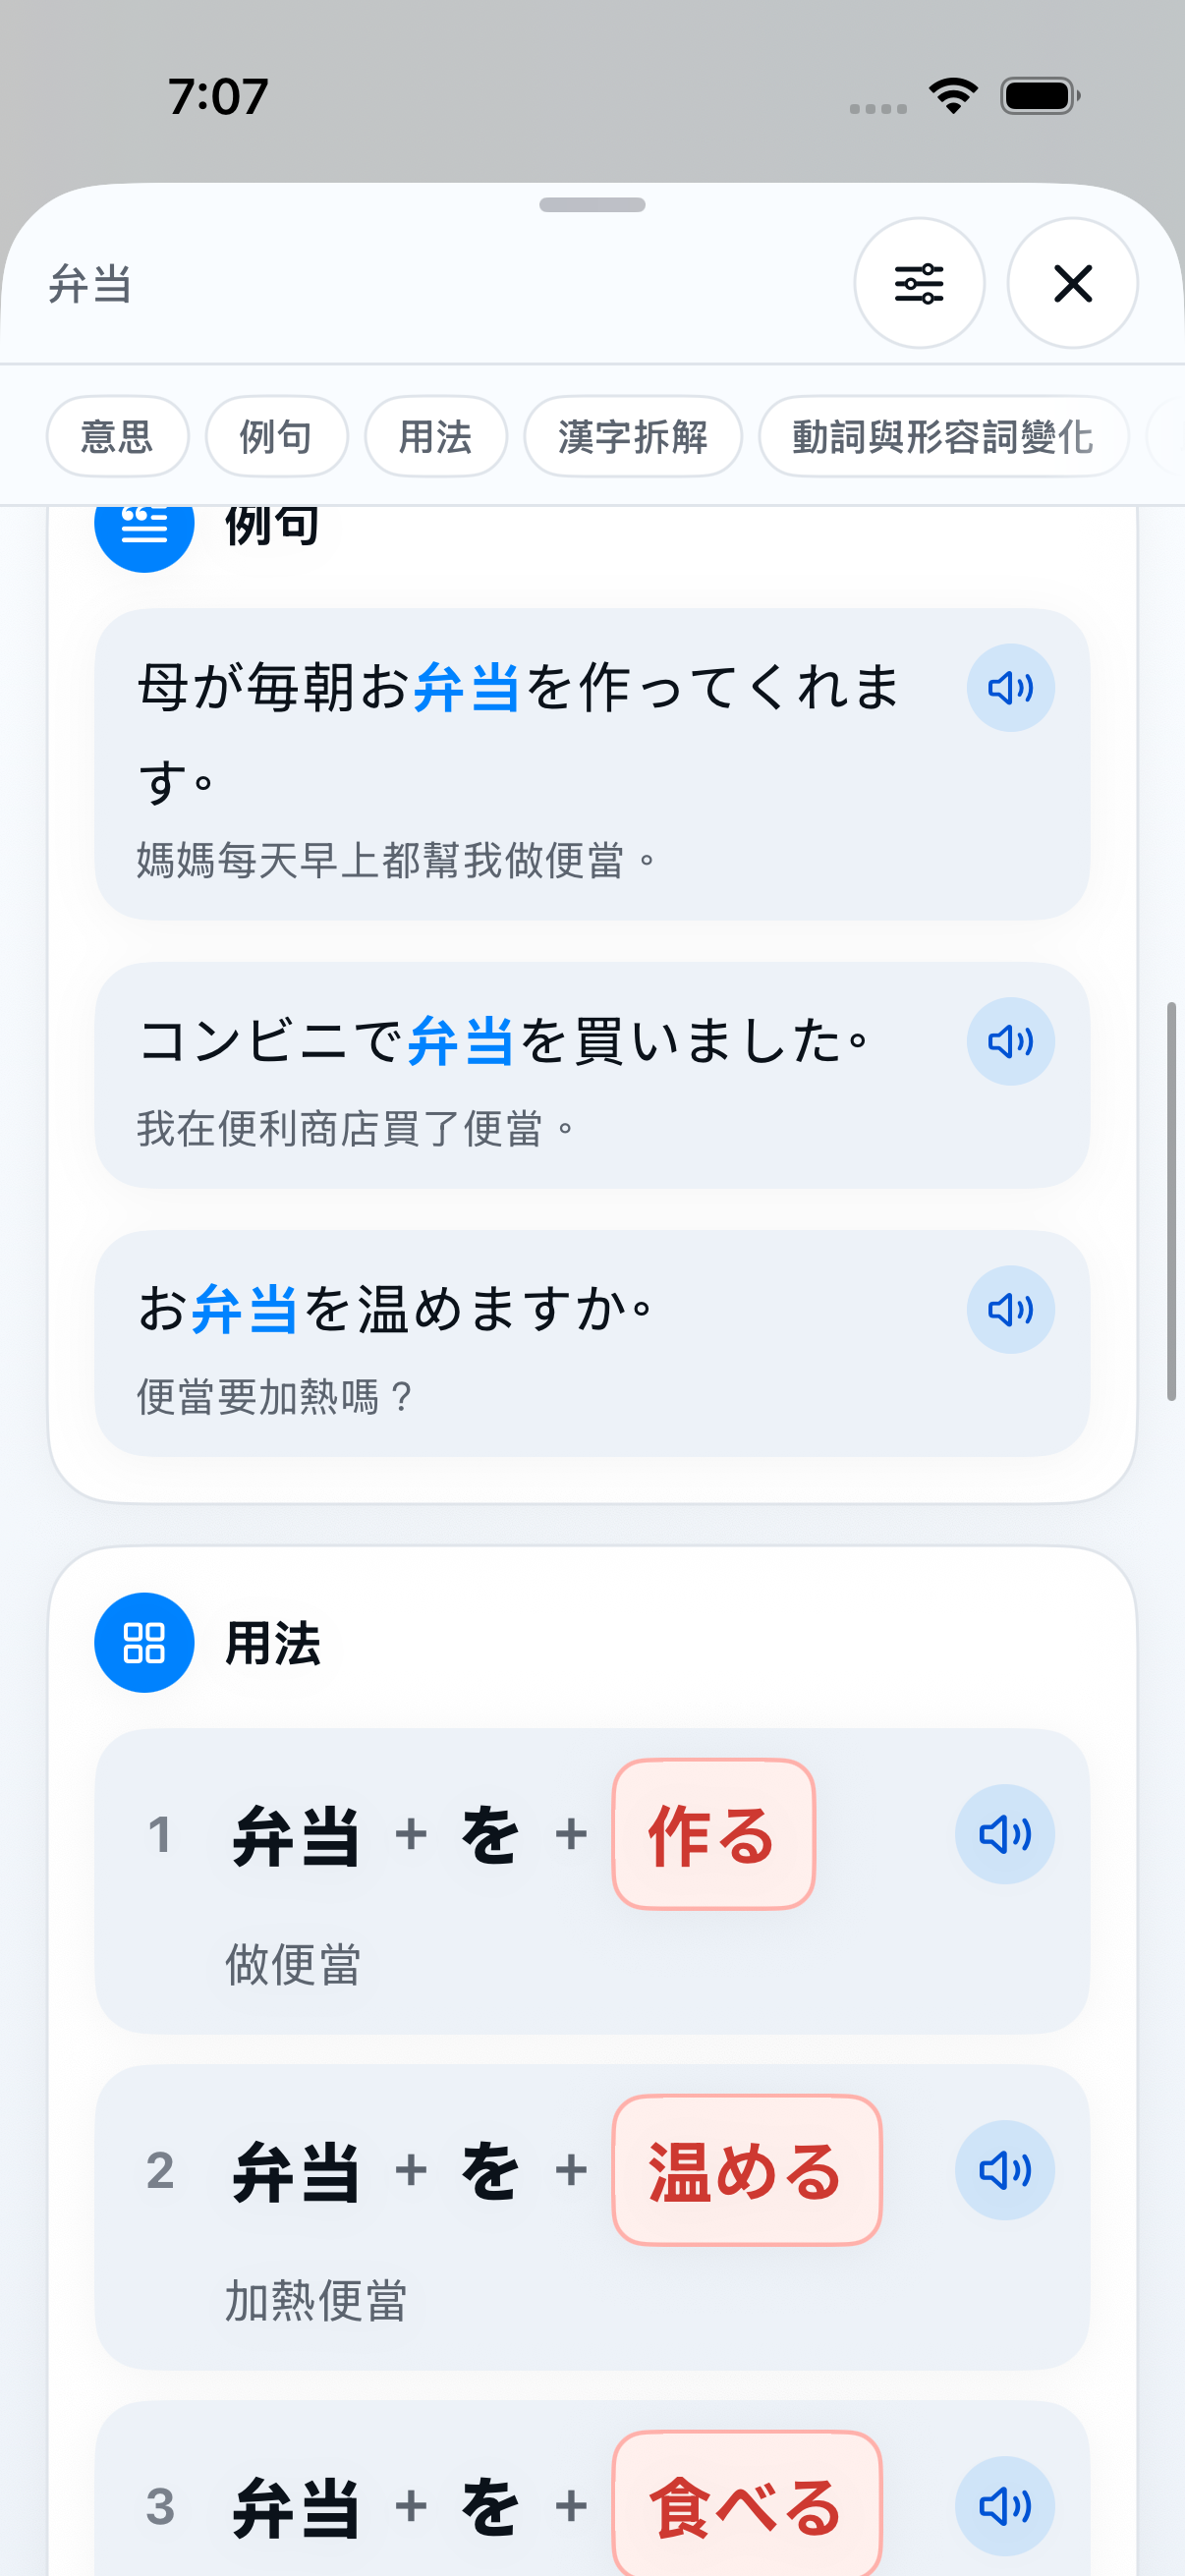 7:07
弁当
意思 例句 用法 漢字拆解 動詞與形容詞變化
例句
母が毎朝お弁当を作ってくれま
す。
媽媽每天早上都幫我做便當。
コンビニで弁当を買いました。
我在便利商店買了便當。
お弁当を温めますか。
便當要加熱嗎？
用法
1 弁当 + を + 作る
做便當
2 弁当 + を + 温める
加熱便當
3 弁当 + を + 食べる